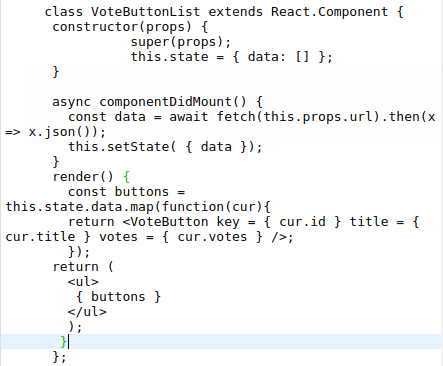 class VoteButtonList extends React.Component {
constructor(props) {
super(props);
this.state = { data: [] };
}
async componentDidMount() {
const data = await fetch(this.props.url).then(x
=> x.json());
this.setState( { data });
}
render() {
const buttons =
this.state.data.map(function(cur){
return <VoteButton key = { cur.id } title = {
cur.title } votes = { cur.votes } />;
});
return (
<ul>
{ buttons }
</ul>
);
}
};